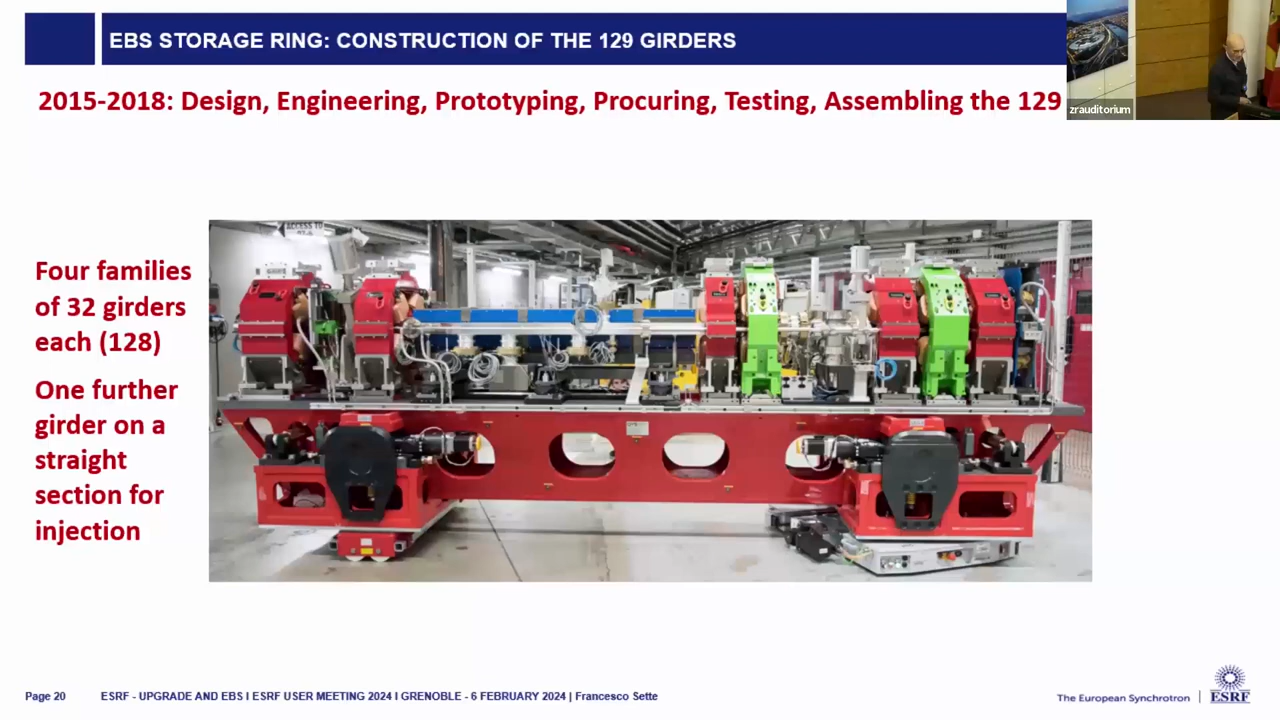 EBS STORAGE RING: CONSTRUCTION OF THE 129 GIRDERS
2015-2018: Design, Engineering, Prototyping, Procuring, Testing, Assembling the 129
zrauditorium
ACCESS TO
Four families
of 32 girders
each (128)
One further
girder on a
straight
section for
injection
Page 20
ESRF - UPGRADE AND EBS I ESRF USER MEETING 2024 I GRENOBLE - 6 FEBRUARY 2024 | Francesco Sette
The European Synchrotron
ESRF